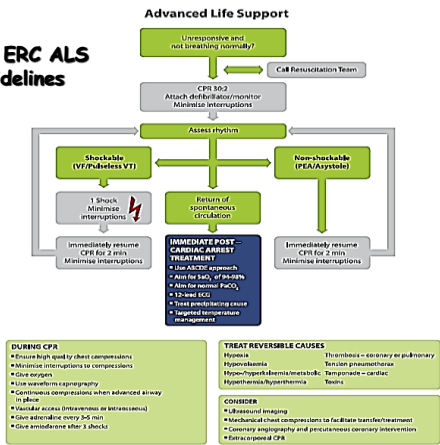 Advanced Life Support
ERC ALS
delines
Unresponsive and
not breathing normally?
Call Resuscitation Team
CPR 30:2
Attach defibrillator/monitor
Minimise interruptions
Assess rhythm
Shockable
(VF/Pulseless VT)
Non-shockable
(PEA/Asystole)
1 Shock
Minimise
interruptions
Return of
spontaneous
circulation
Immediately resume
CPR for 2 min
Minimise interruptions
IMMEDIATE POST –
CARDIAC ARREST
TREATMENT
■ Use ABCDE approach
■ Aim for SaO2 of 94-98%
■ Aim for normal PaCO2
■ 12-lead ECG
■ Treat precipitating cause
■ Targeted temperature
management
Immediately resume
CPR for 2 min
Minimise interruptions
DURING CPR
■ Ensure high quality chest compressions
■ Minimise interruptions to compressions
■ Give oxygen
■ Use waveform capnography
■ Continuous compressions when advanced airway
in place
■ Vascular access (intravenous or intraosseous)
■ Give adrenaline every 3-5 min
■ Give amiodarone after 3 shocks
TREAT REVERSIBLE CAUSES
Hypoxia Thrombosis – coronary or pulmonary
Hypovolaemia Tension pneumothorax
Hypo-/hyperkalaemia/metabolic Tamponade – cardiac
Hypothermia/hyperthermia Toxins
CONSIDER
■ Ultrasound imaging
■ Mechanical chest compressions to facilitate transfer/treatment
■ Coronary angiography and percutaneous coronary intervention
■ Extracorporeal CPR